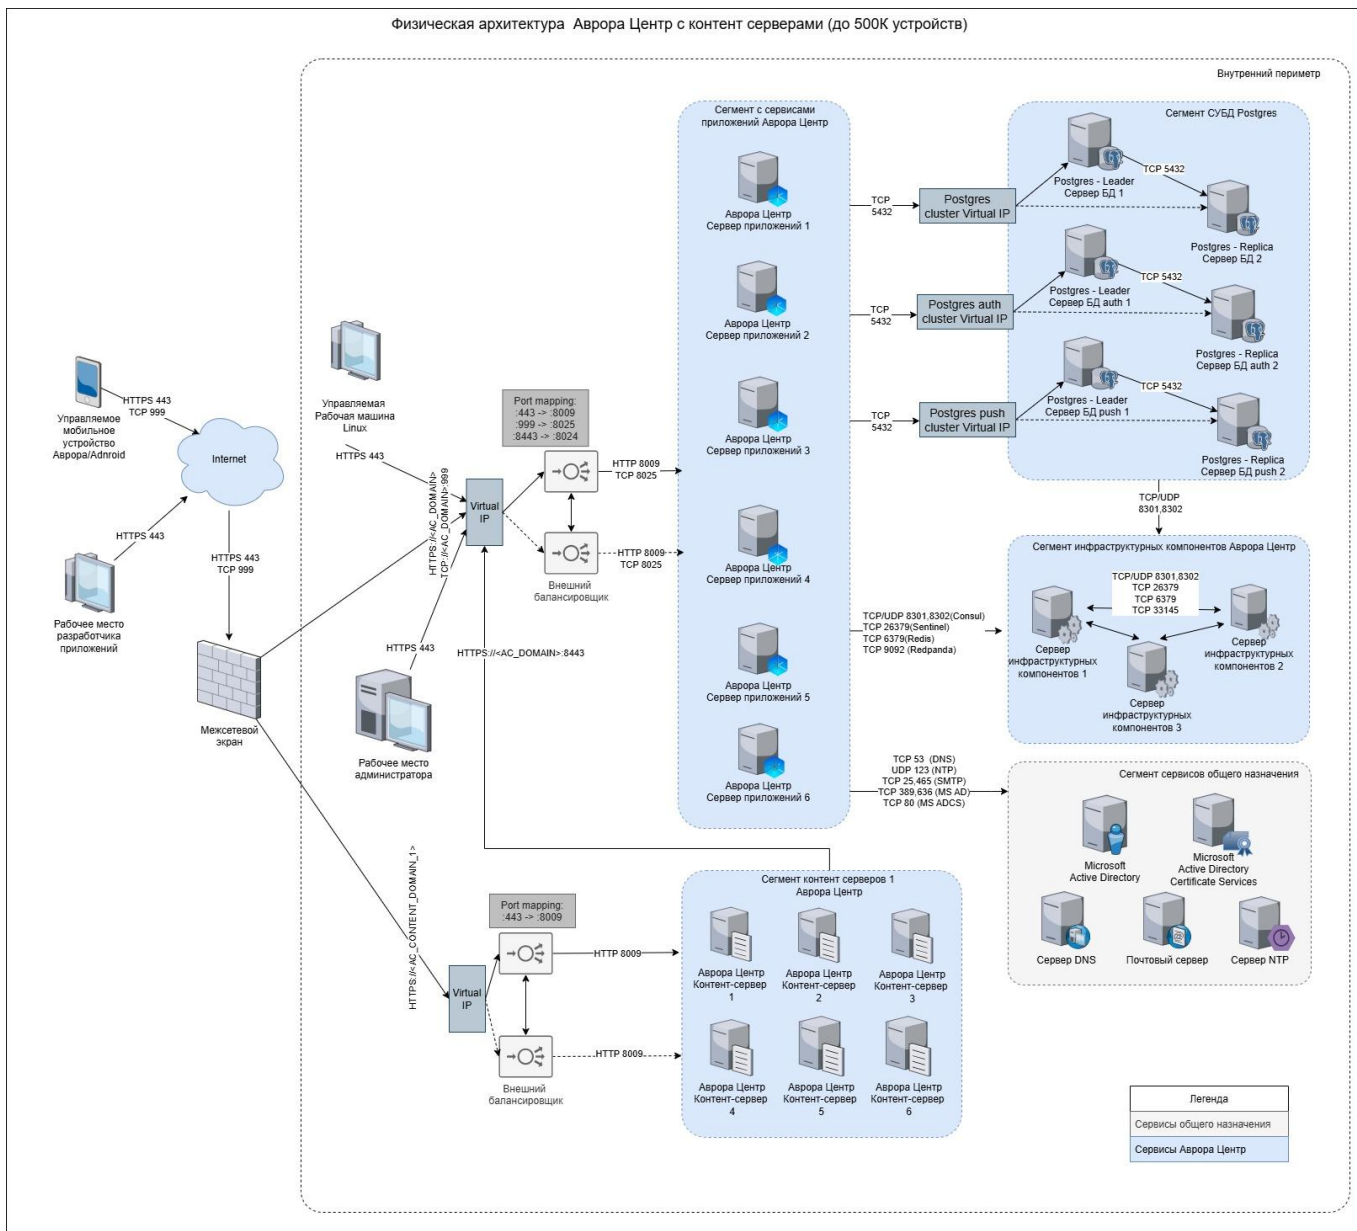 Физическая архитектура Аврора Центр с контент серверами (до 500К устройств)
Внутренний периметр
Сегмент с сервисами
приложений Аврора Центр
Аврора Центр
Сервер приложений 1
Аврора Центр
Сервер приложений 2
Аврора Центр
Сервер приложений 3
Аврора Центр
Сервер приложений 4
Аврора Центр
Сервер приложений 5
Аврора Центр
Сервер приложений 6
TCP
5432
TCP
5432
TCP
5432
Postgres
cluster Virtual IP
Postgres auth
cluster Virtual IP
Postgres push
cluster Virtual IP
Сегмент СУБД Postgres
Postgres - Leader
Сервер БД 1
TCP 5432
Postgres - Replica
Сервер БД 2
Postgres - Leader
Сервер БД auth 1
TCP 5432
Postgres - Replica
Сервер БД auth 2
Postgres - Leader
Сервер БД push 1
TCP 5432
Postgres - Replica
Сервер БД push 2
TCP/UDP
8301,8302
Управляемое
мобильное
устройство
Аврора/Adnroid
HTTPS 443
TCP 999
Internet
HTTPS 443
Рабочее место
разработчика
приложений
HTTPS 443
TCP 999
Межсетевой
экран
Управляемая
Рабочая машина
Linux
HTTPS 443
HTTPS://<AC_DOMAIN>
TCP://<AC_DOMAIN>:999
Virtual
IP
HTTPS 443
Рабочее место
администратора
HTTPS://<AC_DOMAIN>:8443
Port mapping:
:443 -> :8009
:999 -> :8025
:8443 -> :8024
HTTP 8009
TCP 8025
HTTP 8009
TCP 8025
Внешний
балансировщик
TCP/UDP 8301,8302(Consul)
TCP 26379(Sentinel)
TCP 6379(Redis)
TCP 9092 (Redpanda)
Сегмент инфраструктурных компонентов Аврора Центр
TCP/UDP 8301,8302
TCP 26379
TCP 6379
TCP 33145
Сервер
инфраструктурных
компонентов 1
Сервер
инфраструктурных
компонентов 2
Сервер
инфраструктурных
компонентов 3
TCP 53 (DNS)
UDP 123 (NTP)
TCP 25,465 (SMTP)
TCP 389,636 (MS AD)
TCP 80 (MS ADCS)
Сегмент сервисов общего назначения
Microsoft
Active Directory
Microsoft
Active Directory
Certificate Services
Сервер DNS
Почтовый сервер
Сервер NTP
HTTPS://<AC_CONTENT_DOMAIN_1>
Virtual
IP
Port mapping:
:443 -> :8009
HTTP 8009
HTTP 8009
Внешний
балансировщик
Сегмент контент серверов 1
Аврора Центр
Аврора Центр
Контент-сервер
1
Аврора Центр
Контент-сервер
2
Аврора Центр
Контент-сервер
3
Аврора Центр
Контент-сервер
4
Аврора Центр
Контент-сервер
5
Аврора Центр
Контент-сервер
6
Легенда
Сервисы общего назначения
Сервисы Аврора Центр